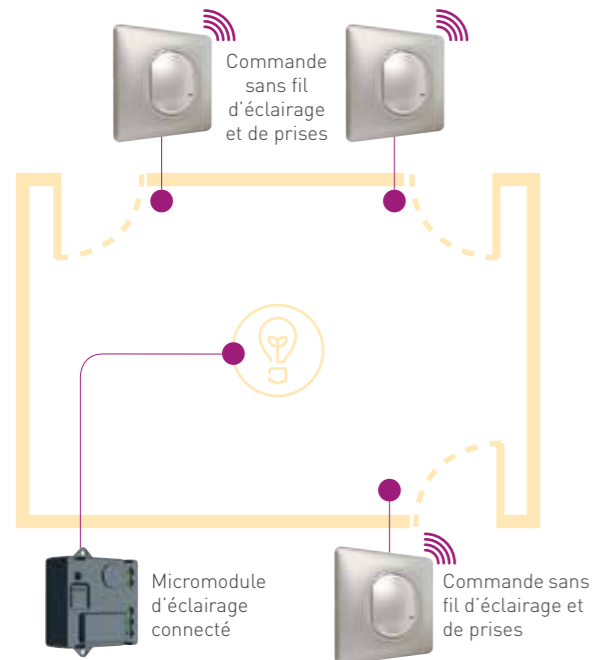 Commande
sans fil
d'éclairage
et de prises
Micromodule
d'éclairage
connecté
Commande sans
fil d'éclairage et
de prises